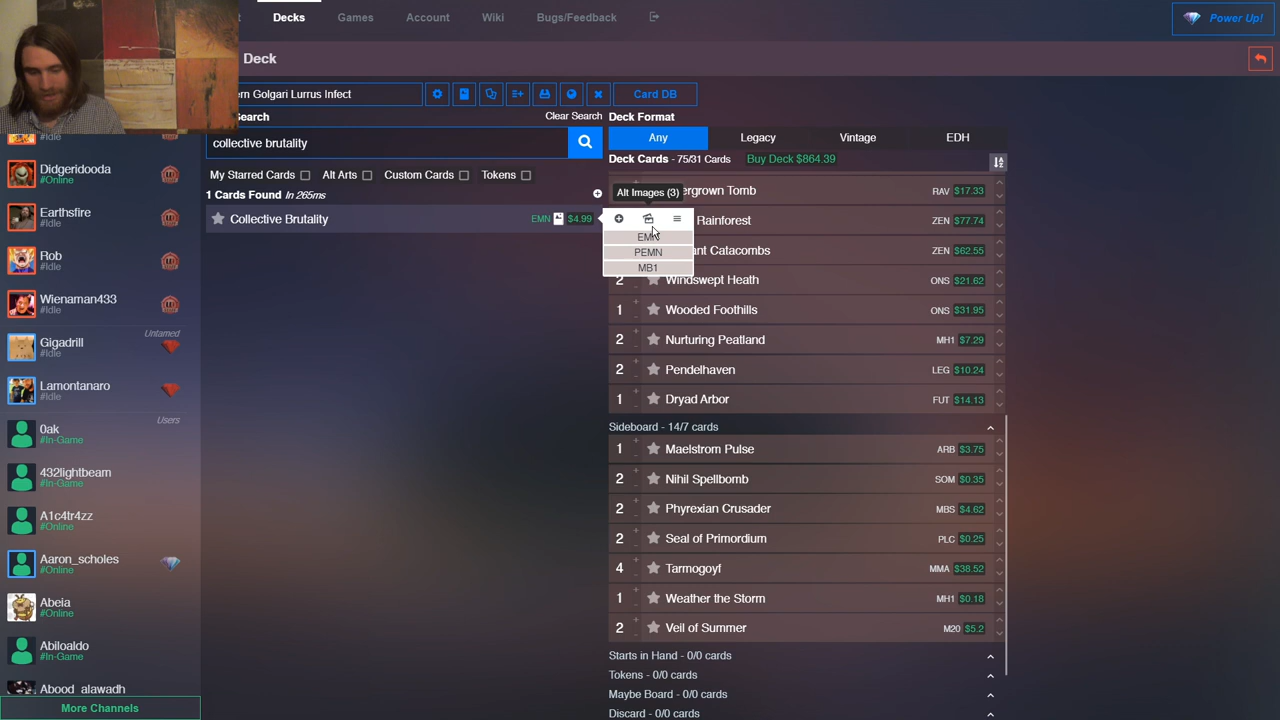 Decks
Games
Account
Wiki
Bugs/Feedback
Power Up!
Deck
ern Golgari Lurrus Infect
Card DB
Search
Clear Search
Deck Format
collective brutality
Any
Legacy
Vintage
EDH
Deck Cards - 75/31 Cards
Buy Deck $864.39
My Starred Cards
Alt Arts
Custom Cards
Tokens
1 Cards Found In 265ms
Alt Images (3)
ergrown Tomb
RAV $17.33
Collective Brutality
EMN
$4.99
EMN
PEMN
MB1
Rainforest
ZEN $77.74
ant Catacombs
ZEN $62.55
2 Windswept Heath
ONS $21.62
1 Wooded Foothills
ONS $31.95
2 Nurturing Peatland
MH1 $7.29
2 Pendelhaven
LEG $10.24
1 Dryad Arbor
FUT $14.13
Sideboard - 14/7 cards
1 Maelstrom Pulse
ARB $3.75
2 Nihil Spellbomb
SOM $0.35
2 Phyrexian Crusader
MBS $4.62
2 Seal of Primordium
PLC $0.25
4 Tarmogoyf
MMA $38.52
1 Weather the Storm
MH1 $0.18
2 Veil of Summer
M20 $5.2
Starts in Hand - 0/0 cards
Tokens - 0/0 cards
Maybe Board - 0/0 cards
Discard - 0/0 cards
#Idle
Didgeridooda
#Online
Earthsfire
#Idle
Rob
#Idle
Wienaman433
#Idle
Untamed
Gigadrill
#Idle
Lamontanaro
#Idle
Users
0ak
#In-Game
432lightbeam
#In-Game
A1c4tr4zz
#Online
Aaron_scholes
#Online
Abeia
#Online
Abiloaldo
#In-Game
Abood_alawadh
More Channels